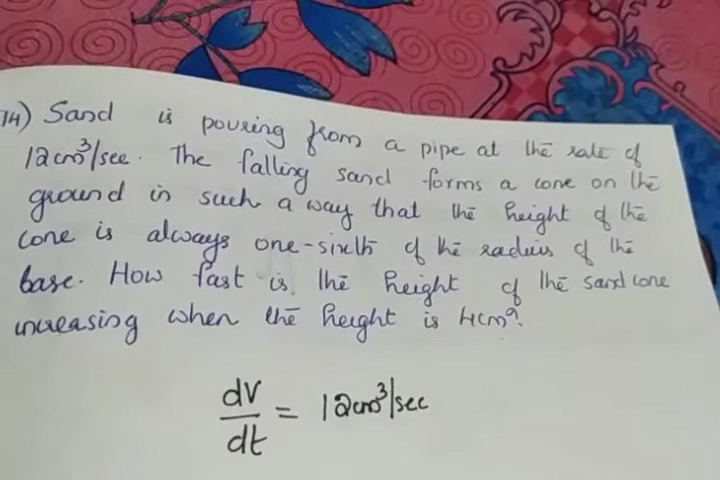 74) Sand is pouring from a pipe at the rate of
12cm³/sec. The falling sand forms a cone on the
ground in such a way that the height of the
cone is always one-sixth of the radius of the
base. How fast is the height of the sand cone
increasing when the height is 4cm?
dV/dt = 12cm³/sec